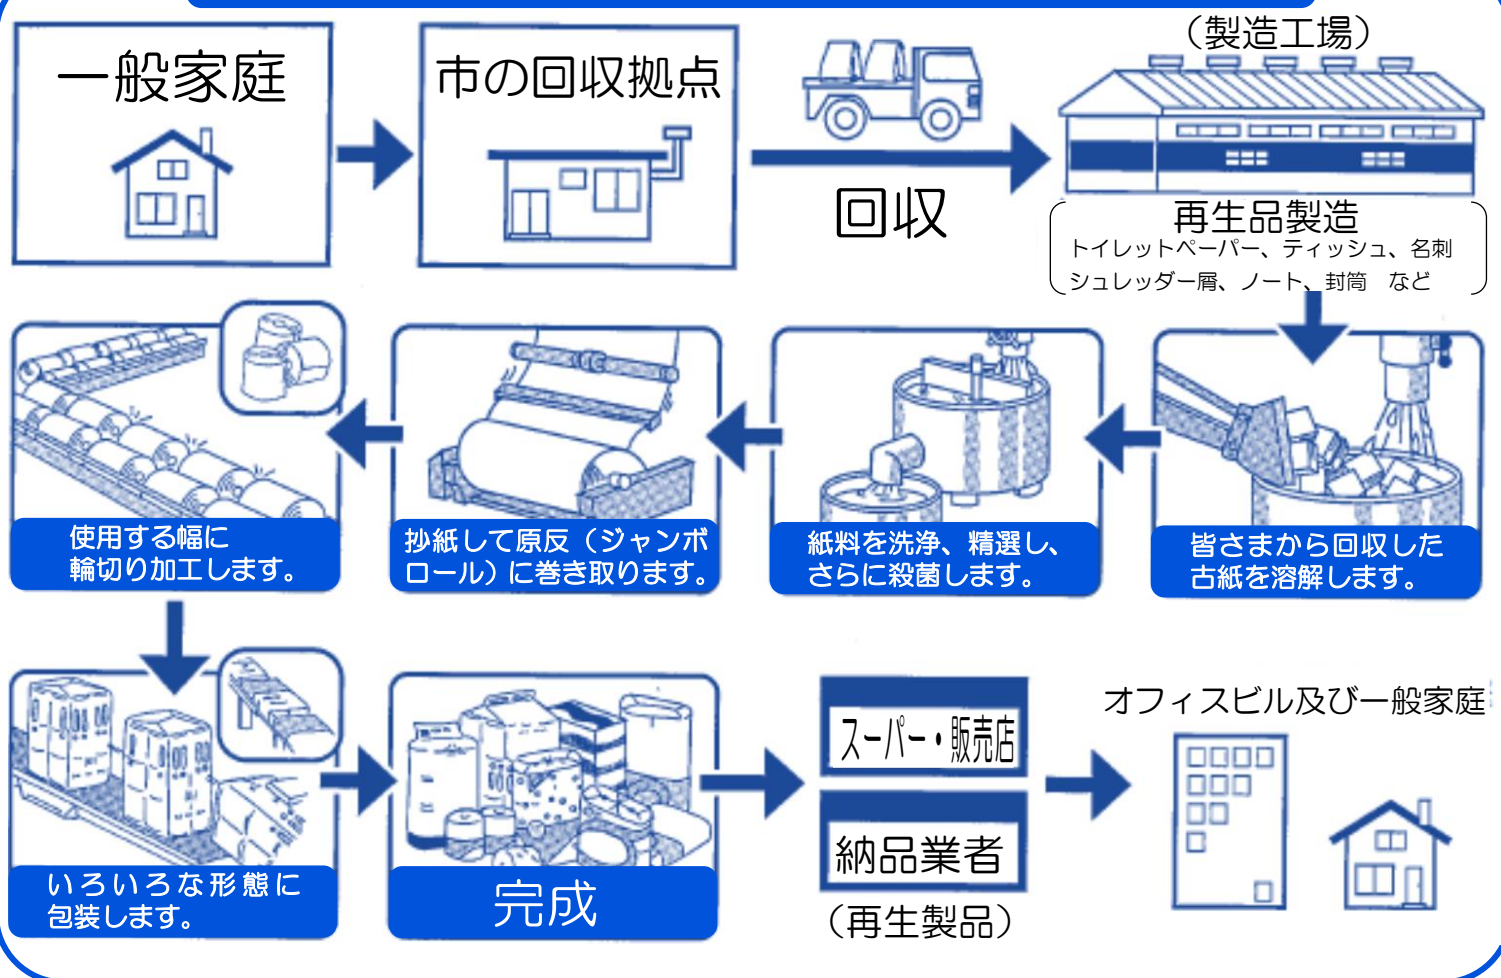 一般家庭
市の回収拠点
回収
（製造工場）
再生品製造
トイレットペーパー、ティッシュ、名刺
シュレッダー屑、ノート、封筒　など
皆さまから回収した
古紙を溶解します。
紙料を洗浄、精選し、
さらに殺菌します。
抄紙して原反（ジャンボ
ロール）に巻き取ります。
使用する幅に
輪切り加工します。
いろいろな形態に
包装します。
完成
スーパー・販売店
納品業者
（再生製品）
オフィスビル及び一般家庭